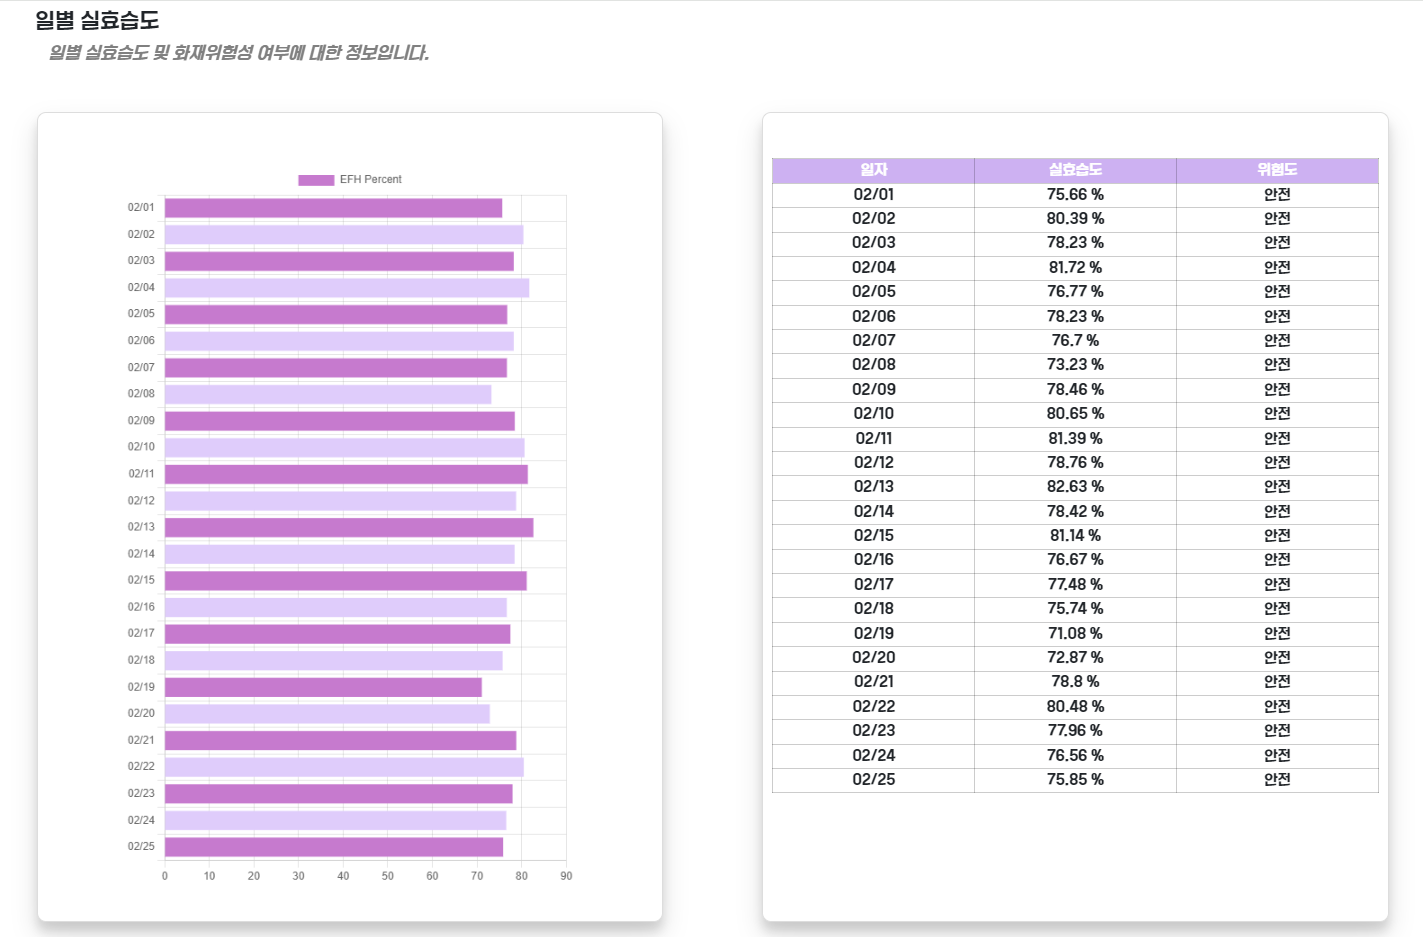 일별 실효습도
일별 실효습도 및 화재위험성 여부에 대한 정보입니다.
EFH Percent
02/01
02/02
02/03
02/04
02/05
02/06
02/07
02/08
02/09
02/10
02/11
02/12
02/13
02/14
02/15
02/16
02/17
02/18
02/19
02/20
02/21
02/22
02/23
02/24
02/25
0 10 20 30 40 50 60 70 80 90
일자 실효습도 위험도
02/01 75.66 % 안전
02/02 80.39 % 안전
02/03 78.23 % 안전
02/04 81.72 % 안전
02/05 76.77 % 안전
02/06 78.23 % 안전
02/07 76.7 % 안전
02/08 73.23 % 안전
02/09 78.46 % 안전
02/10 80.65 % 안전
02/11 81.39 % 안전
02/12 78.76 % 안전
02/13 82.63 % 안전
02/14 78.42 % 안전
02/15 81.14 % 안전
02/16 76.67 % 안전
02/17 77.48 % 안전
02/18 75.74 % 안전
02/19 71.08 % 안전
02/20 72.87 % 안전
02/21 78.8 % 안전
02/22 80.48 % 안전
02/23 77.96 % 안전
02/24 76.56 % 안전
02/25 75.85 % 안전